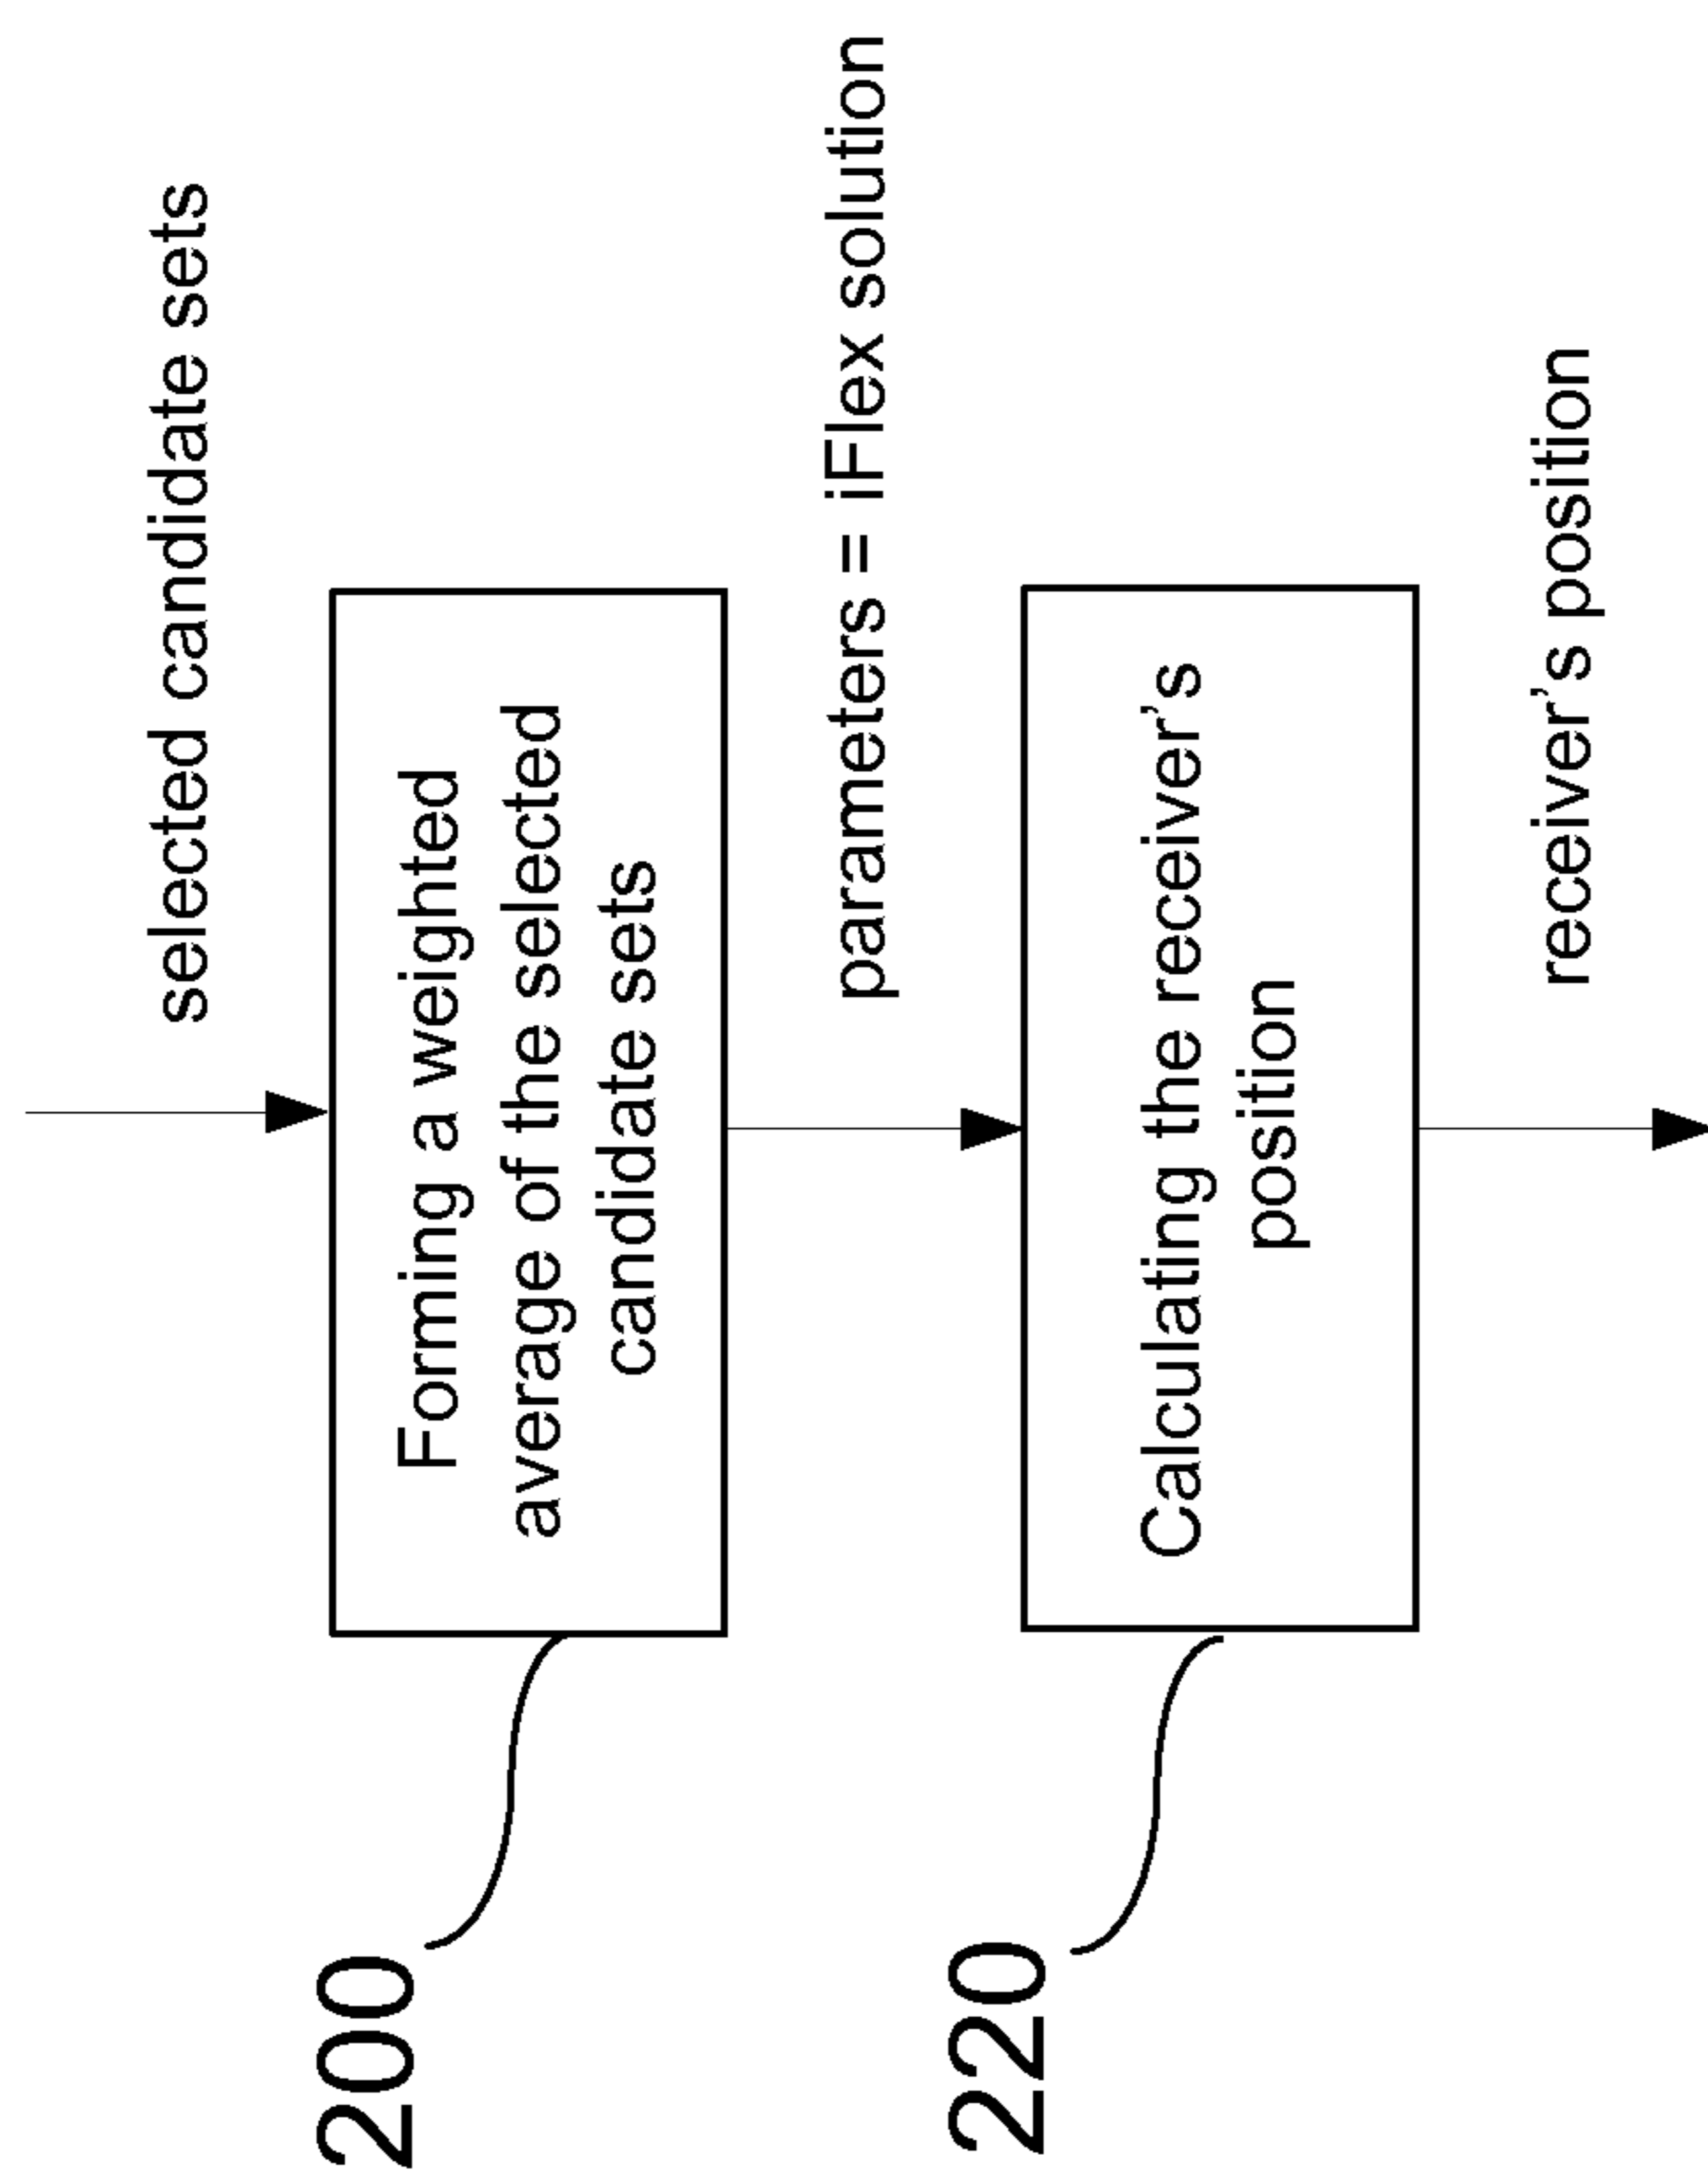 selected candidate sets
200
Forming a weighted
average of the selected
candidate sets
parameters = iFlex solution
220
Calculating the receiver's
position
receiver's position